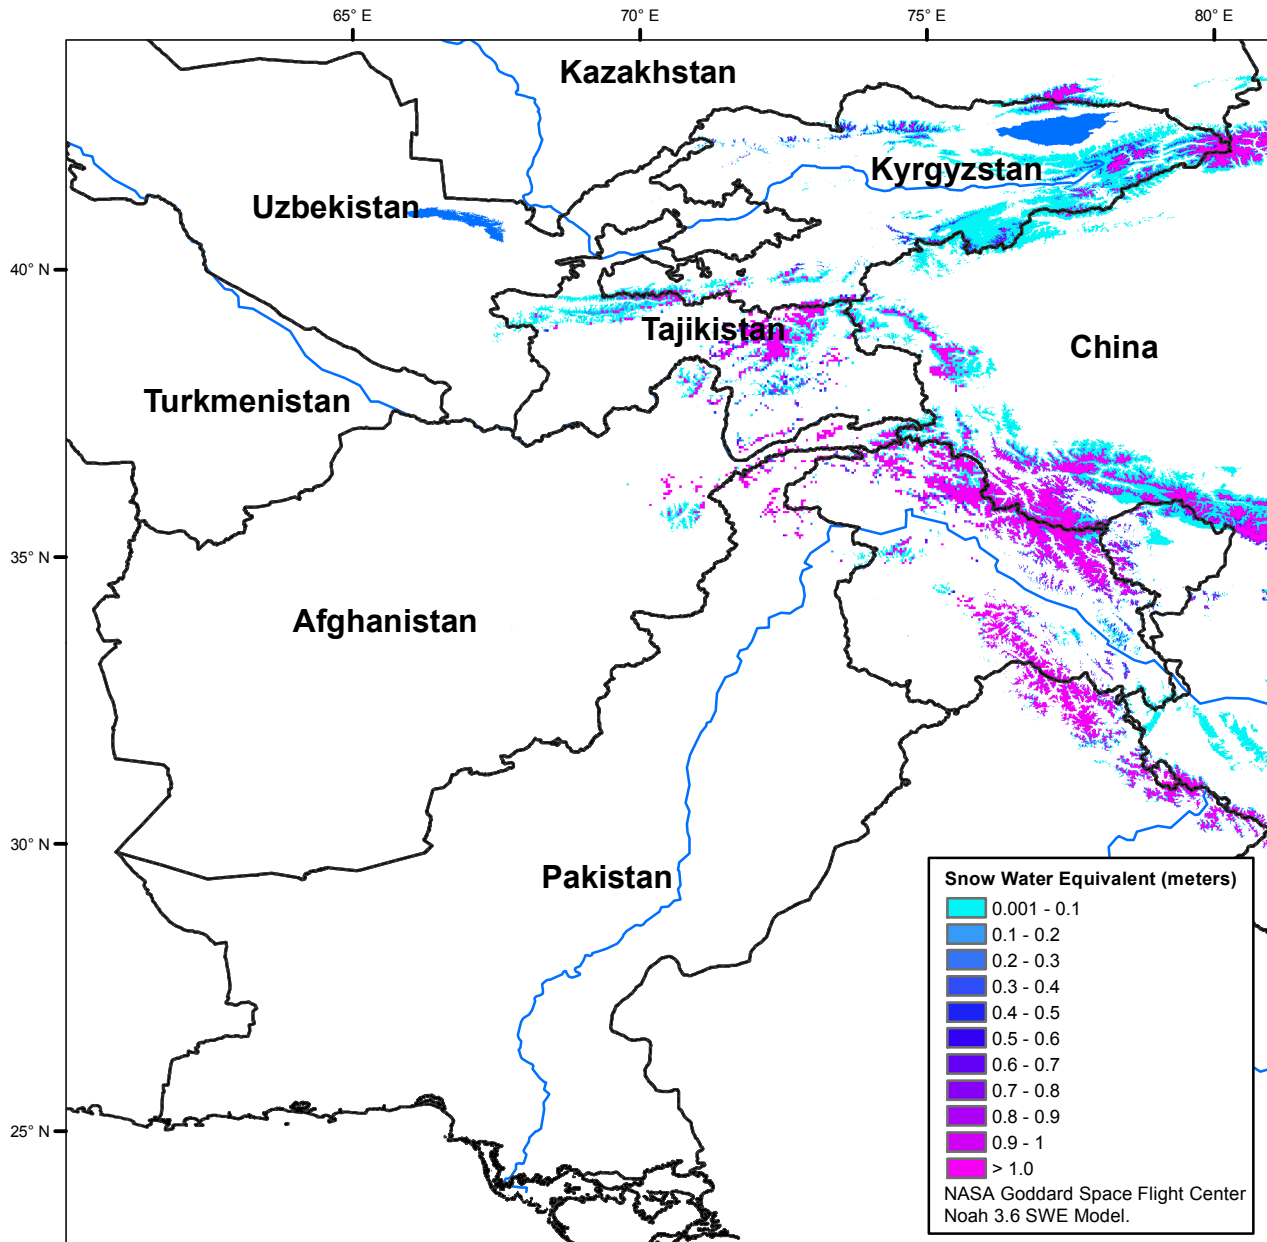 65° E
70° E
75° E
80° E
Kazakhstan
Kyrgyzstan
Uzbekistan
40° N
Tajikistan
China
Turkmenistan
35° N
Afghanistan
30° N
Pakistan
25° N
Snow Water Equivalent (meters)
0.001 - 0.1
0.1 - 0.2
0.2 - 0.3
0.3 - 0.4
0.4 - 0.5
0.5 - 0.6
0.6 - 0.7
0.7 - 0.8
0.8 - 0.9
0.9 - 1
> 1.0
NASA Goddard Space Flight Center
Noah 3.6 SWE Model.